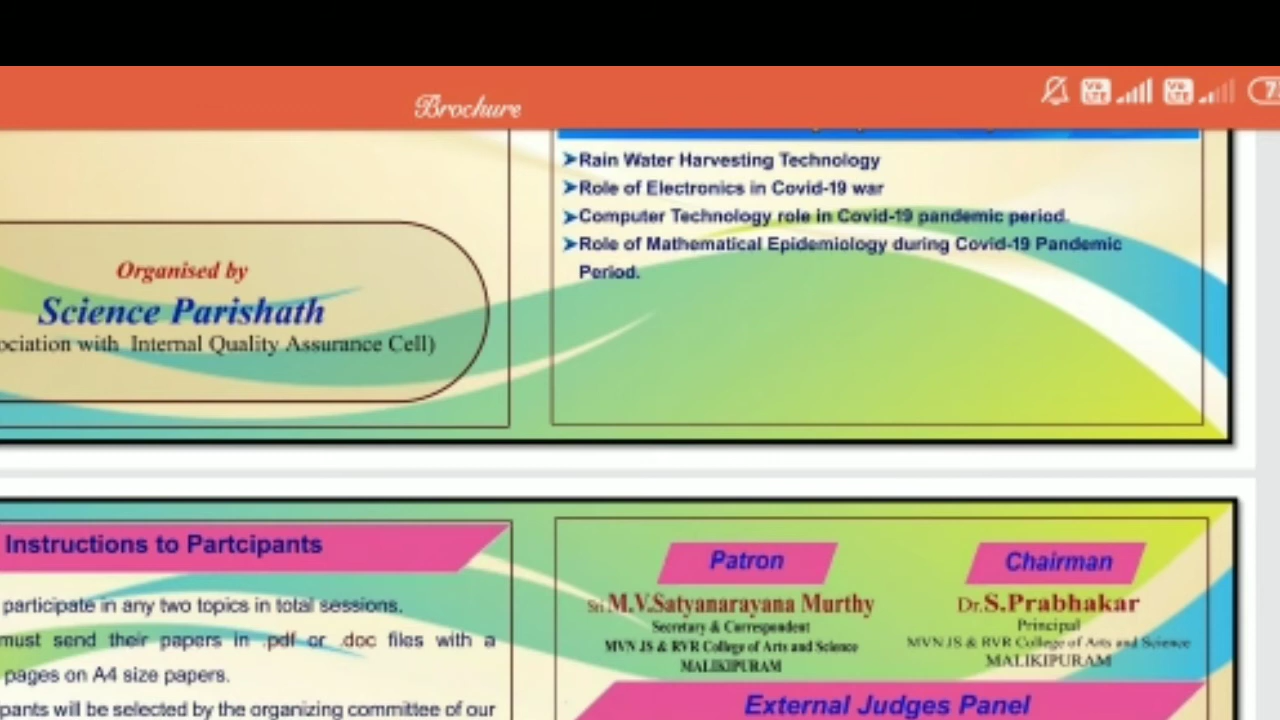 Brochure
Rain Water Harvesting Technology
Role of Electronics in Covid-19 war
Computer Technology role in Covid-19 pandemic period.
Role of Mathematical Epidemiology during Covid-19 Pandemic
Period.
Organised by
Science Parishath
ociation with Internal Quality Assurance Cell)
Instructions to Partcipants
participate in any two topics in total sessions.
must send their papers in .pdf or .doc files with a
pages on A4 size papers.
pants will be selected by the organizing committee of our
Patron
Sri M.V.Satyanarayana Murthy
Secretary & Correspondent
MVN JS & RVR College of Arts and Science
MALIKIPURAM
Chairman
Dr.S.Prabhakar
Principal
MVN JS & RVR College of Arts and Science
MALIKIPURAM
External Judges Panel